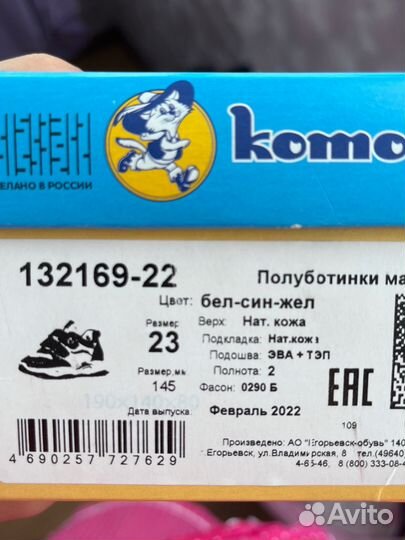 СДЕЛАНО В РОССИИ
komo
132169-22
Полуботинки ма
Цвет: бел-син-жел
Размер
23
Верх: Нат. кожа
Подкладка: Нат.кожа
Подошва: ЭВА + ТЭП
Размер, мм
145
Полнота: 2
Фасон: 0290 Б
190x140x80
Дата выпуска:
Февраль 2022
EAC
109
Произведено: АО "Егорьевск-обувь" 140
Егорьевск, ул.Владимирская, 8 тел.(49640)
4-65-46, 8 (800) 333-08-4
4 690257 727629
Avito